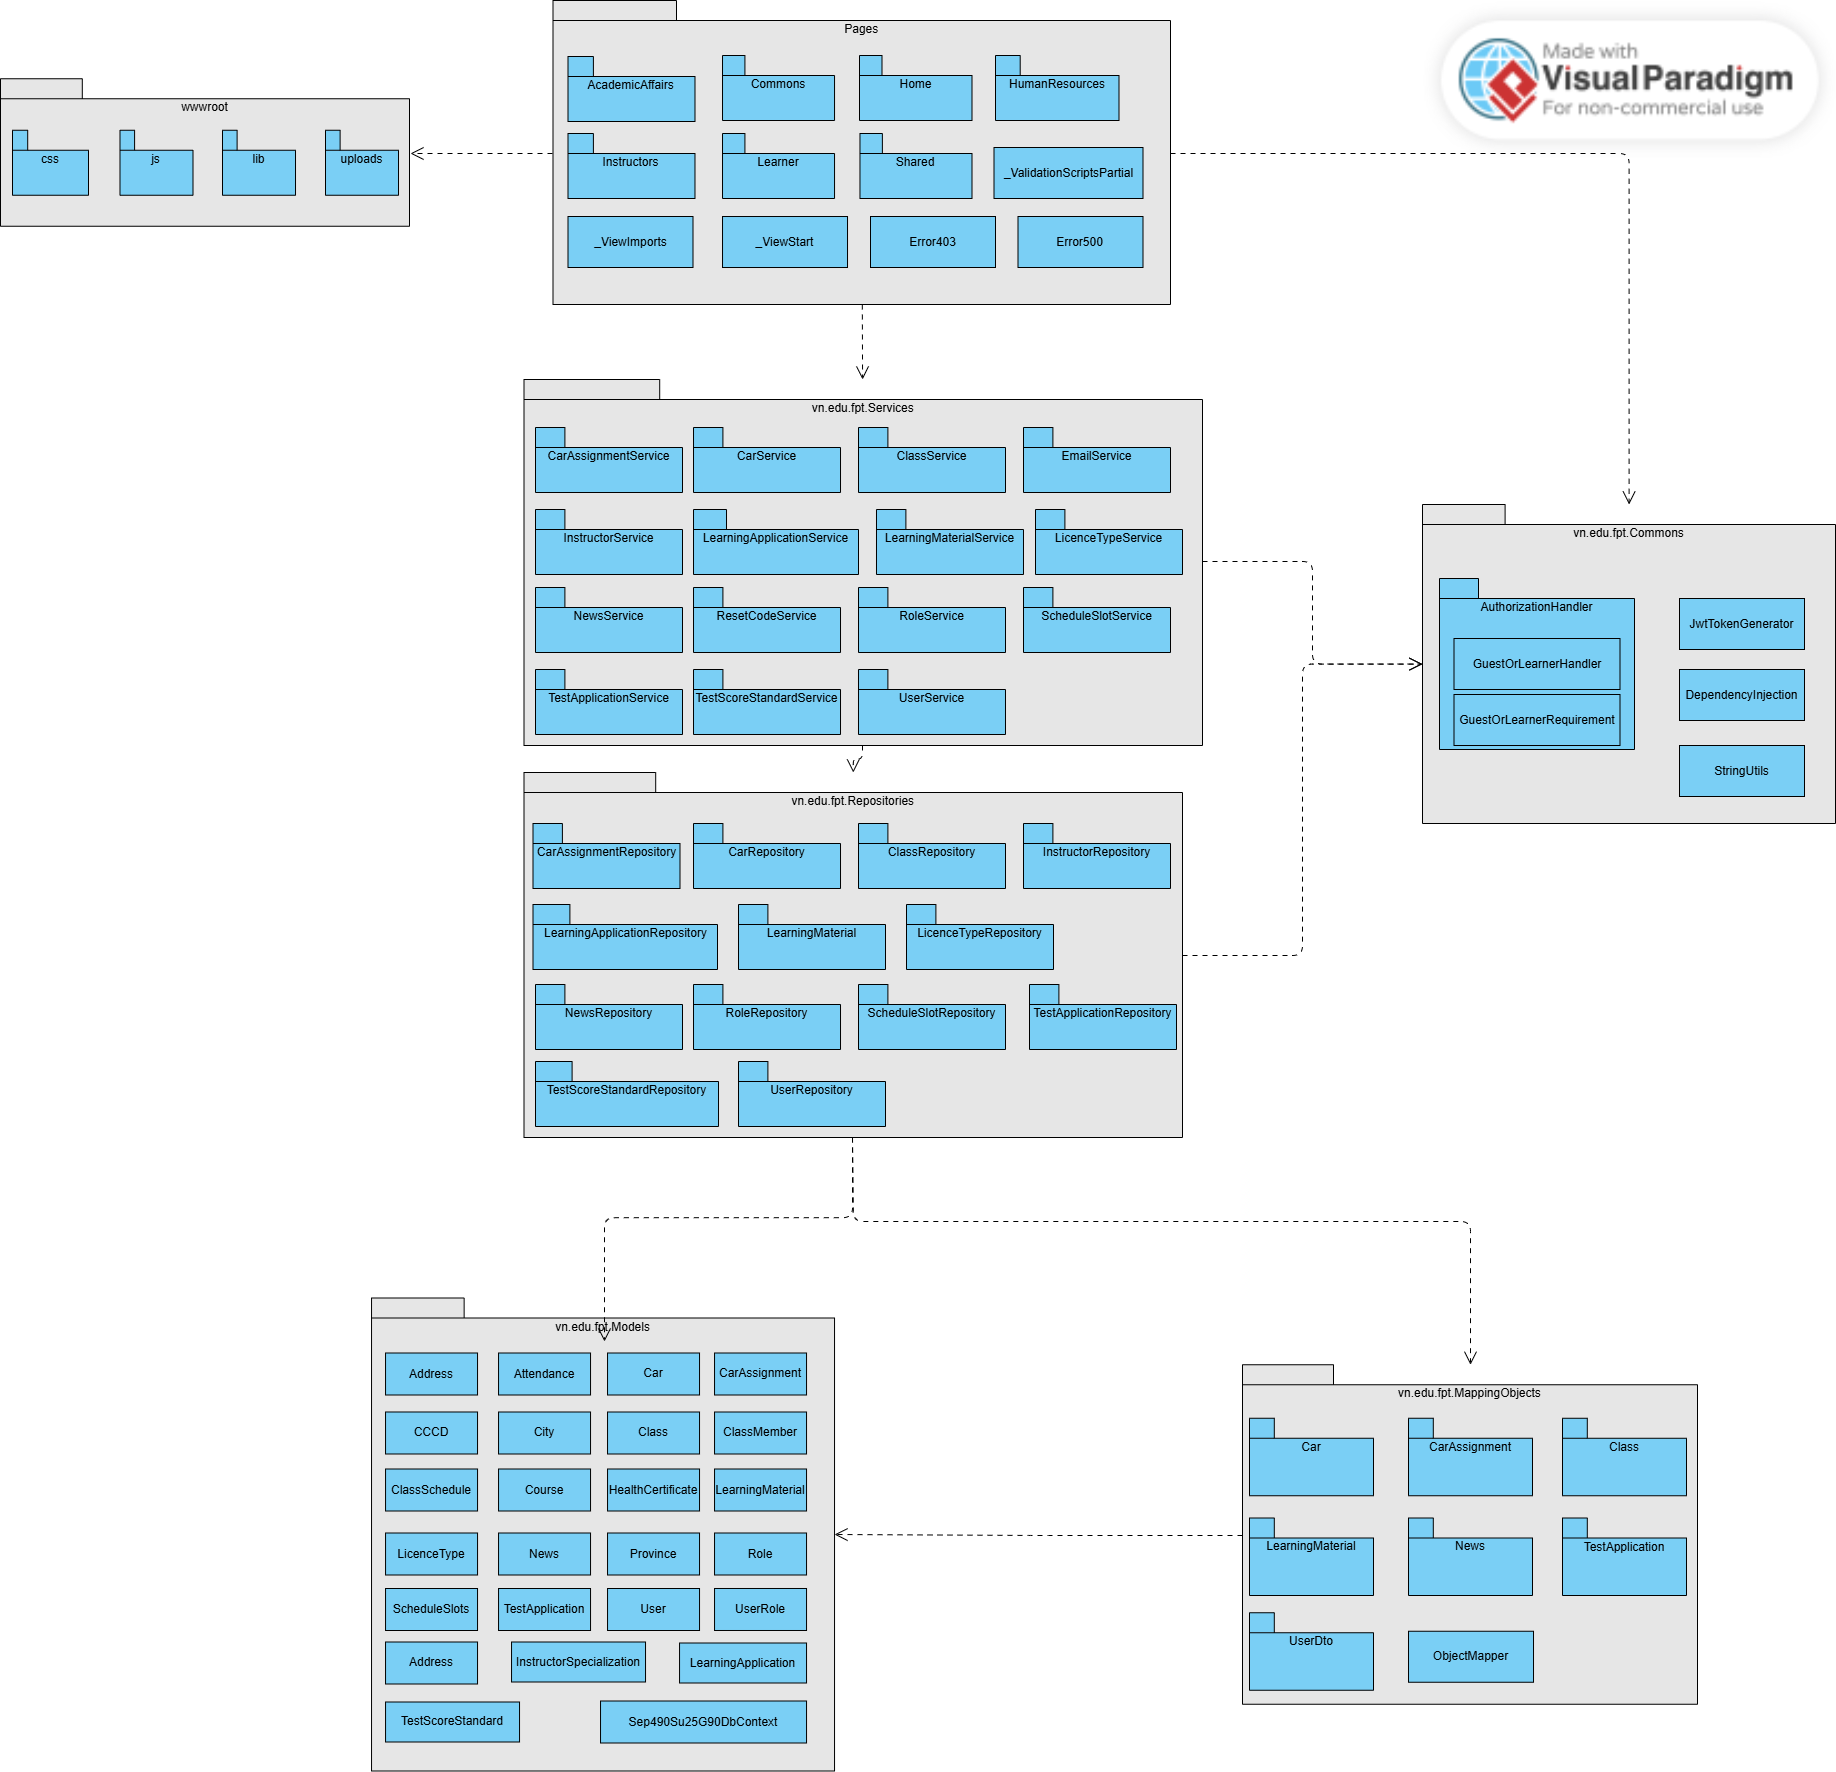 Pages
AcademicAffairs
Commons
Home
HumanResources
Instructors
Learner
Shared
_ValidationScriptsPartial
_ViewImports
_ViewStart
Error403
Error500
Made with
Visual Paradigm
For non-commercial use
wwwroot
css
js
lib
uploads
vn.edu.fpt.Services
CarAssignmentService
CarService
ClassService
EmailService
InstructorService
LearningApplicationService
LearningMaterialService
LicenceTypeService
NewsService
ResetCodeService
RoleService
ScheduleSlotService
TestApplicationService
TestScoreStandardService
UserService
vn.edu.fpt.Commons
AuthorizationHandler
GuestOrLearnerHandler
GuestOrLearnerRequirement
JwtTokenGenerator
DependencyInjection
StringUtils
vn.edu.fpt.Repositories
CarAssignmentRepository
CarRepository
ClassRepository
InstructorRepository
LearningApplicationRepository
LearningMaterial
LicenceTypeRepository
NewsRepository
RoleRepository
ScheduleSlotRepository
TestApplicationRepository
TestScoreStandardRepository
UserRepository
vn.edu.fpt.Models
Address
Attendance
Car
CarAssignment
CCCD
City
Class
ClassMember
ClassSchedule
Course
HealthCertificate
LearningMaterial
LicenceType
News
Province
Role
ScheduleSlots
TestApplication
User
UserRole
Address
InstructorSpecialization
LearningApplication
TestScoreStandard
Sep490Su25G90DbContext
vn.edu.fpt.MappingObjects
Car
CarAssignment
Class
LearningMaterial
News
TestApplication
UserDto
ObjectMapper